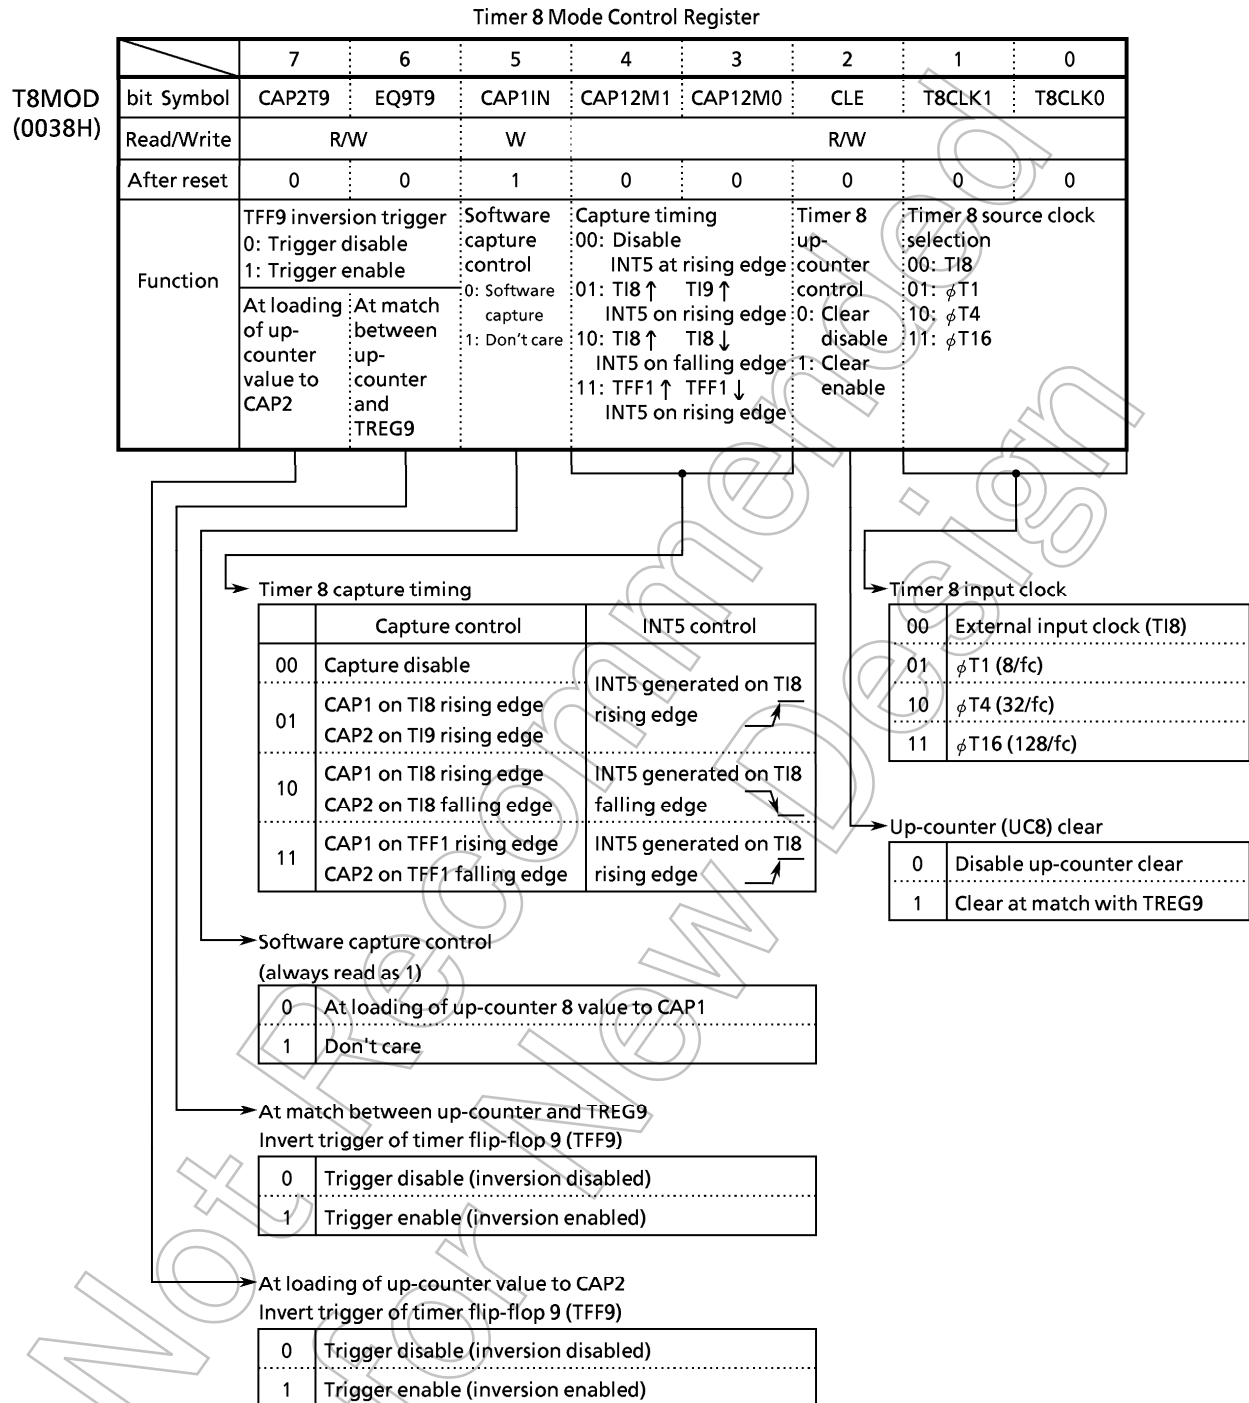 Timer 8 Mode Control Register
T8MOD
(0038H)
7 6 5 4 3 2 1 0
bit Symbol CAP2T9 EQ9T9 CAP1IN CAP12M1 CAP12M0 CLE T8CLK1 T8CLK0
Read/Write R/W W R/W
After reset 0 0 1 0 0 0 0 0
Function
TFF9 inversion trigger
0: Trigger disable
1: Trigger enable
At loading
of up-
counter
value to
CAP2
At match
between
up-
counter
and
TREG9
Software
capture
control
0: Software
capture
1: Don't care
Capture timing
00: Disable
INT5 at rising edge
01: TI8↑ TI9↑
INT5 on rising edge
10: TI8↑ TI8↓
INT5 on falling edge
11: TFF1↑ TFF1↓
INT5 on rising edge
Timer 8
up-
counter
control
0: Clear
disable
1: Clear
enable
Timer 8 source clock
selection
00: TI8
01: ϕT1
10: ϕT4
11: ϕT16
Timer 8 capture timing
Capture control INT5 control
00 Capture disable
01 CAP1 on TI8 rising edge
CAP2 on TI9 rising edge
INT5 generated on TI8
rising edge
10 CAP1 on TI8 rising edge
CAP2 on TI8 falling edge
INT5 generated on TI8
falling edge
11 CAP1 on TFF1 rising edge
CAP2 on TFF1 falling edge
INT5 generated on TI8
rising edge
Timer 8 input clock
00 External input clock (TI8)
01 ϕT1 (8/fc)
10 ϕT4 (32/fc)
11 ϕT16 (128/fc)
Up-counter (UC8) clear
0 Disable up-counter clear
1 Clear at match with TREG9
Software capture control
(always read as 1)
0 At loading of up-counter 8 value to CAP1
1 Don't care
At match between up-counter and TREG9
Invert trigger of timer flip-flop 9 (TFF9)
0 Trigger disable (inversion disabled)
1 Trigger enable (inversion enabled)
At loading of up-counter value to CAP2
Invert trigger of timer flip-flop 9 (TFF9)
0 Trigger disable (inversion disabled)
1 Trigger enable (inversion enabled)
Not Recommended
for New Design